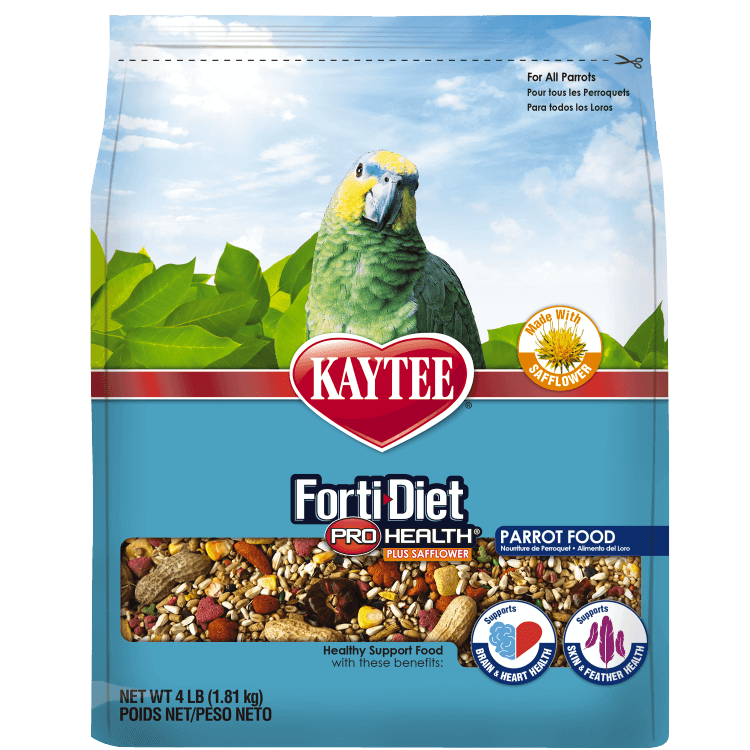 For All Parrots
Pour tous les Perroquets
Para todos los Loros
Made With
SAFFLOWER
KAYTEE®
Forti Diet
PRO HEALTH®
PLUS SAFFLOWER
PARROT FOOD
Nourriture de Perroquet • Alimento del Loro
Supports
BRAIN & HEART HEALTH
Supports
SKIN & FEATHER HEALTH
Healthy Support Food
with these benefits:
NET WT 4 LB (1.81 kg)
POIDS NET/PESO NETO